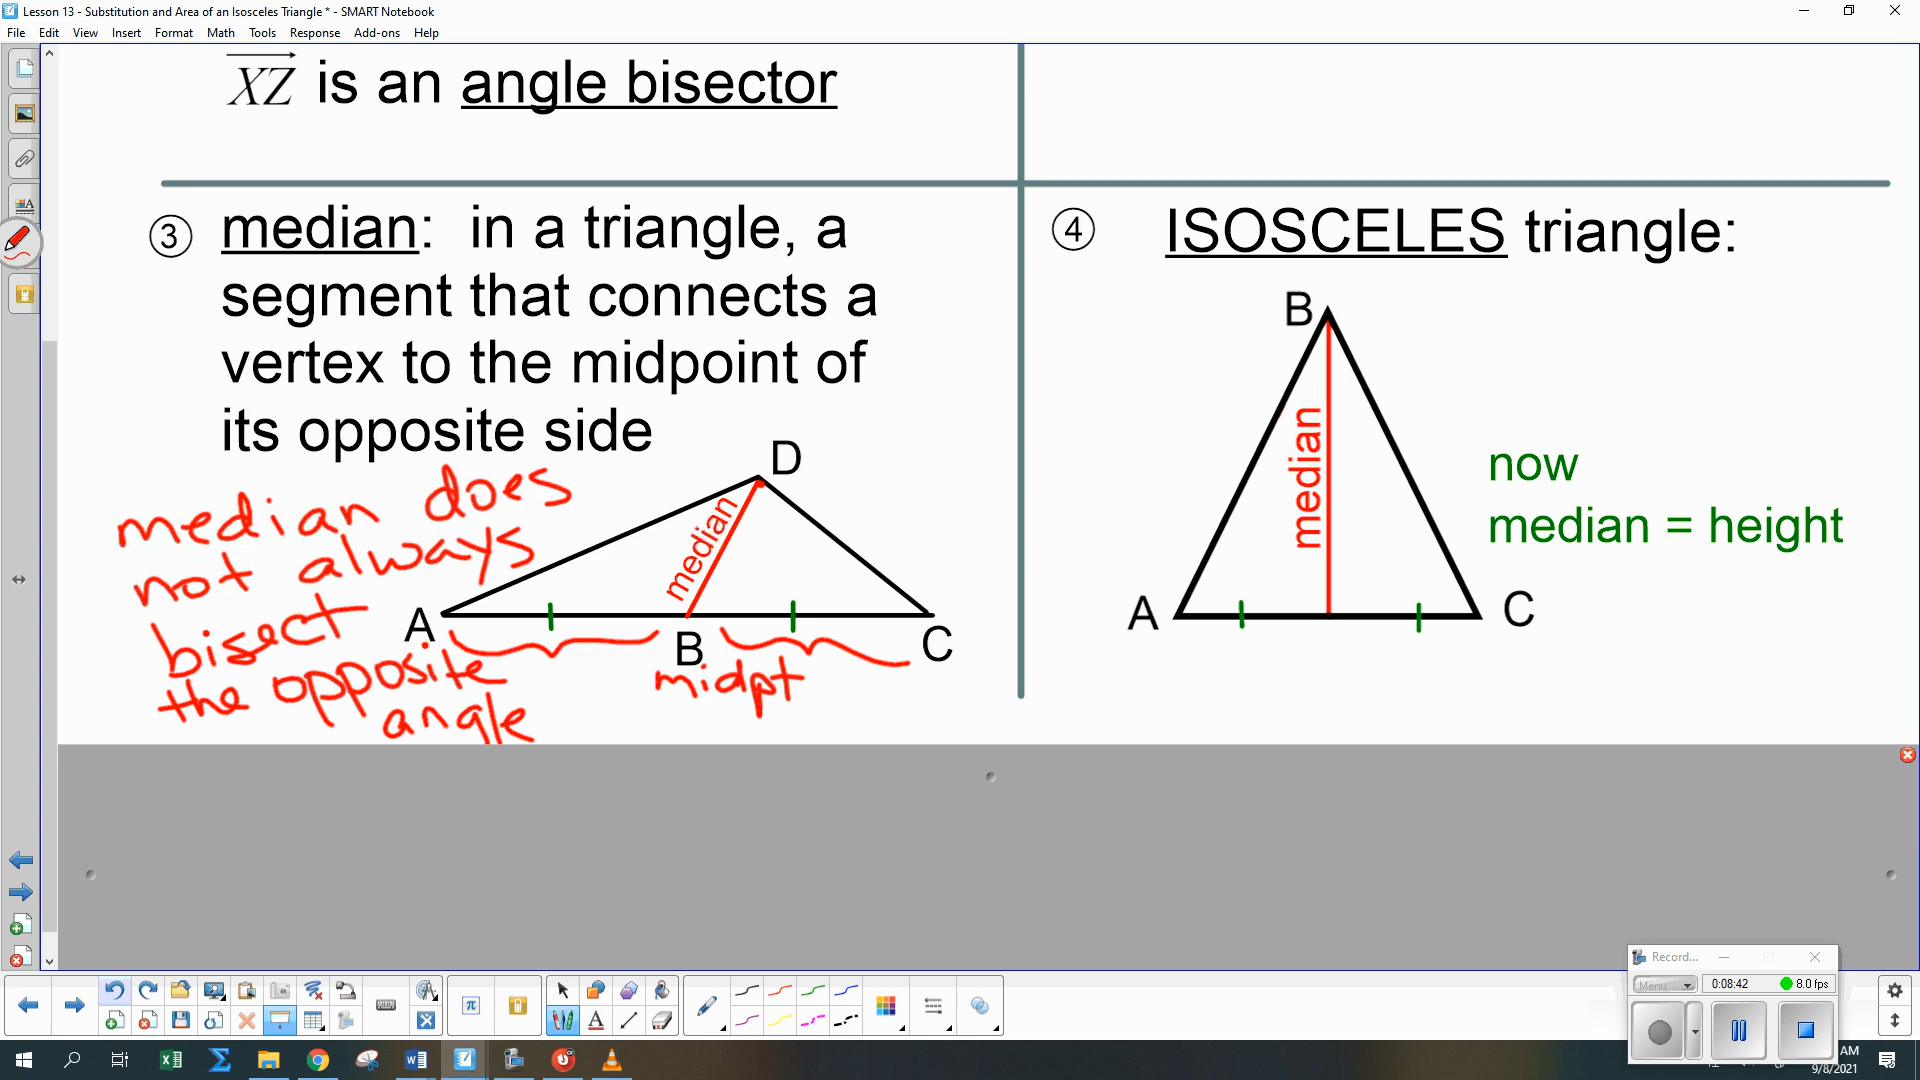 Lesson 13 - Substitution and Area of an Isosceles Triangle * - SMART Notebook
File Edit View Insert Format Math Tools Response Add-ons Help
XZ is an angle bisector
3 median: in a triangle, a
segment that connects a
vertex to the midpoint of
its opposite side
median does
not always
bisect
the opposite
angle
D
median
A
B
C
midpt
4 ISOSCELES triangle:
B
median
A
C
now
median = height
Record...
Menu
0:08:42
8.0 fps
AM
9/8/2021